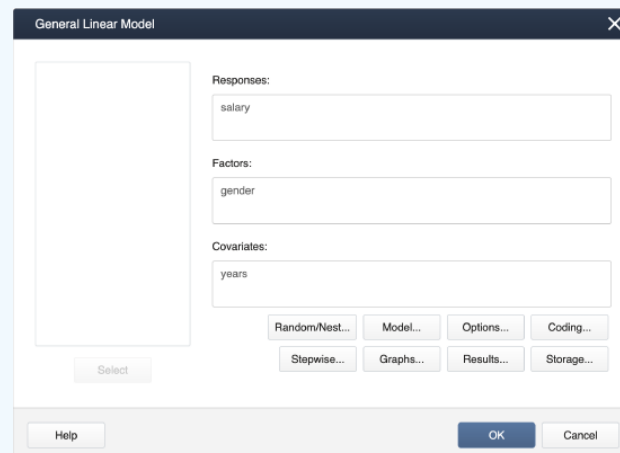 General Linear Model
Responses:
salary
Factors:
gender
Covariates:
years
Random/Nest... Model... Options... Coding...
Stepwise... Graphs... Results... Storage...
Select
Help OK Cancel